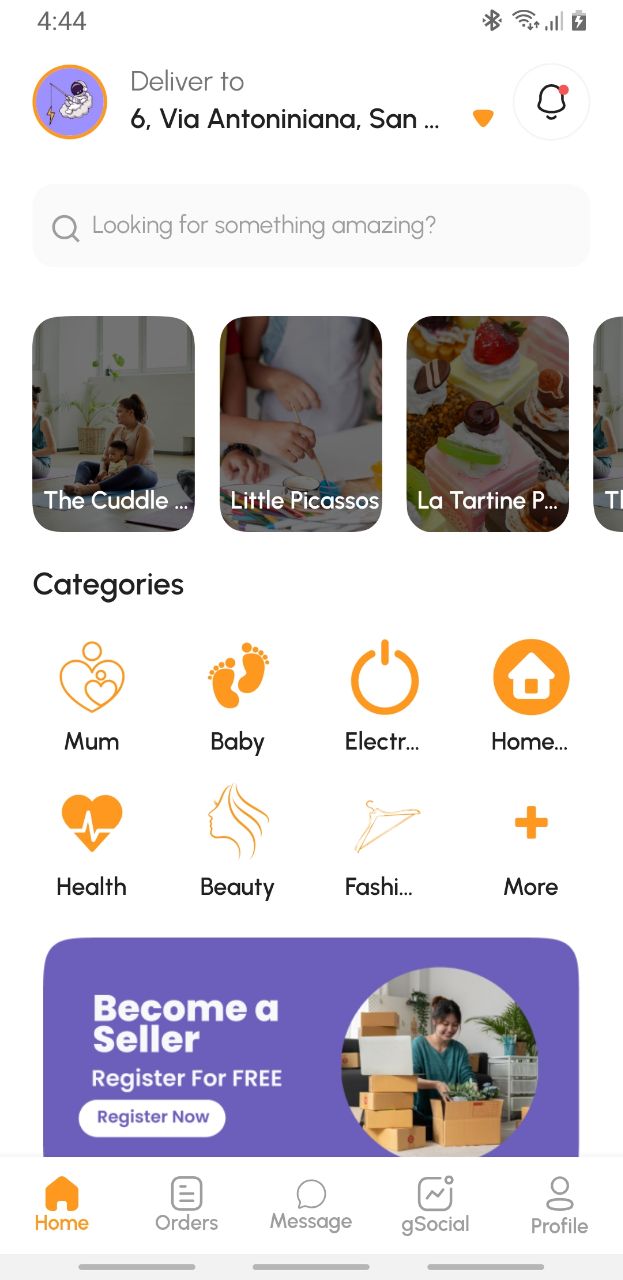 4:44
Deliver to
6, Via Antoniniana, San ...
Looking for something amazing?
The Cuddle ...
Little Picassos
La Tartine P...
Categories
Mum
Baby
Electr...
Home...
Health
Beauty
Fashi...
More
Become a
Seller
Register For FREE
Register Now
Home
Orders
Message
gSocial
Profile